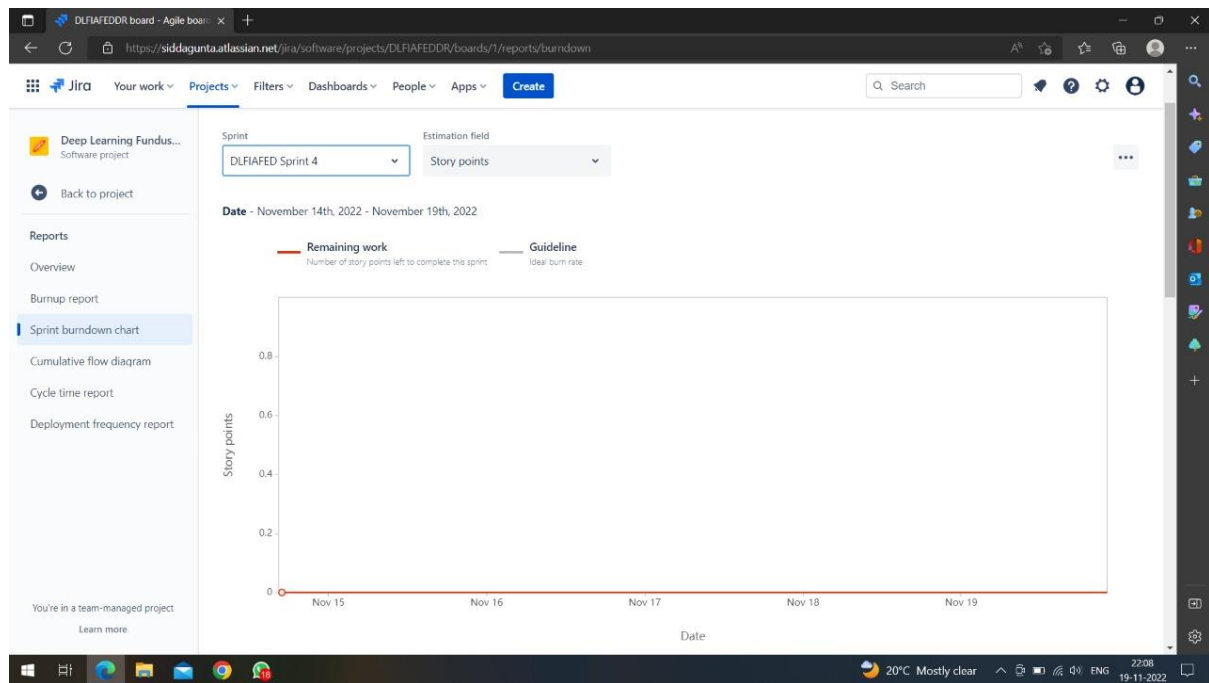 DLFIAFEDDR board - Agile boar
https://siddagunta.atlassian.net/jira/software/projects/DLFIAFEDDR/boards/1/reports/burndown
Jira Your work Projects Filters Dashboards People Apps Create Search
Deep Learning Fundus...
Software project
Back to project
Reports
Overview
Burnup report
Sprint burndown chart
Cumulative flow diagram
Cycle time report
Deployment frequency report
You're in a team-managed project
Learn more
Sprint Estimation field
DLFIAFED Sprint 4 Story points
Date - November 14th, 2022 - November 19th, 2022
Remaining work Guideline
Number of story points left to complete this sprint Ideal burn rate
Story points
0.8
0.6
0.4
0.2
0
Nov 15 Nov 16 Nov 17 Nov 18 Nov 19
Date
18 20°C Mostly clear ENG 22:08
19-11-2022